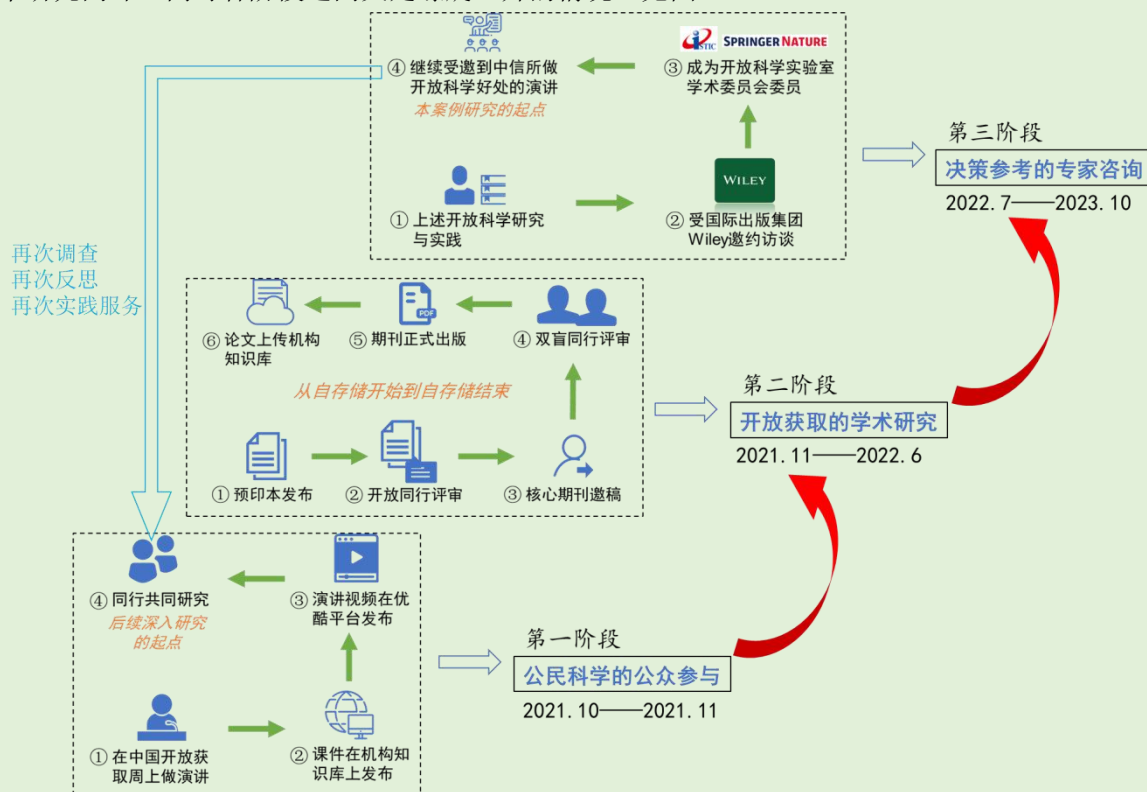 iSTIC SPRINGER NATURE
④ 继续受邀到中信所做
开放科学好处的演讲
本案例研究的起点
③ 成为开放科学实验室
学术委员会委员
WILEY
① 上述开放科学研究
与实践
② 受国际出版集团
Wiley邀约访谈
第三阶段
决策参考的专家咨询
2022.7——2023.10
再次调查
再次反思
再次实践服务
PDF
⑥ 论文上传机构
知识库
⑤ 期刊正式出版
④ 双盲同行评审
从自存储开始到自存储结束
① 预印本发布
② 开放同行评审
③ 核心期刊邀稿
第二阶段
开放获取的学术研究
2021.11——2022.6
④ 同行共同研究
后续深入研究
的起点
③ 演讲视频在优
酷平台发布
① 在中国开放获
取周上做演讲
② 课件在机构知
识库上发布
第一阶段
公民科学的公众参与
2021.10——2021.11